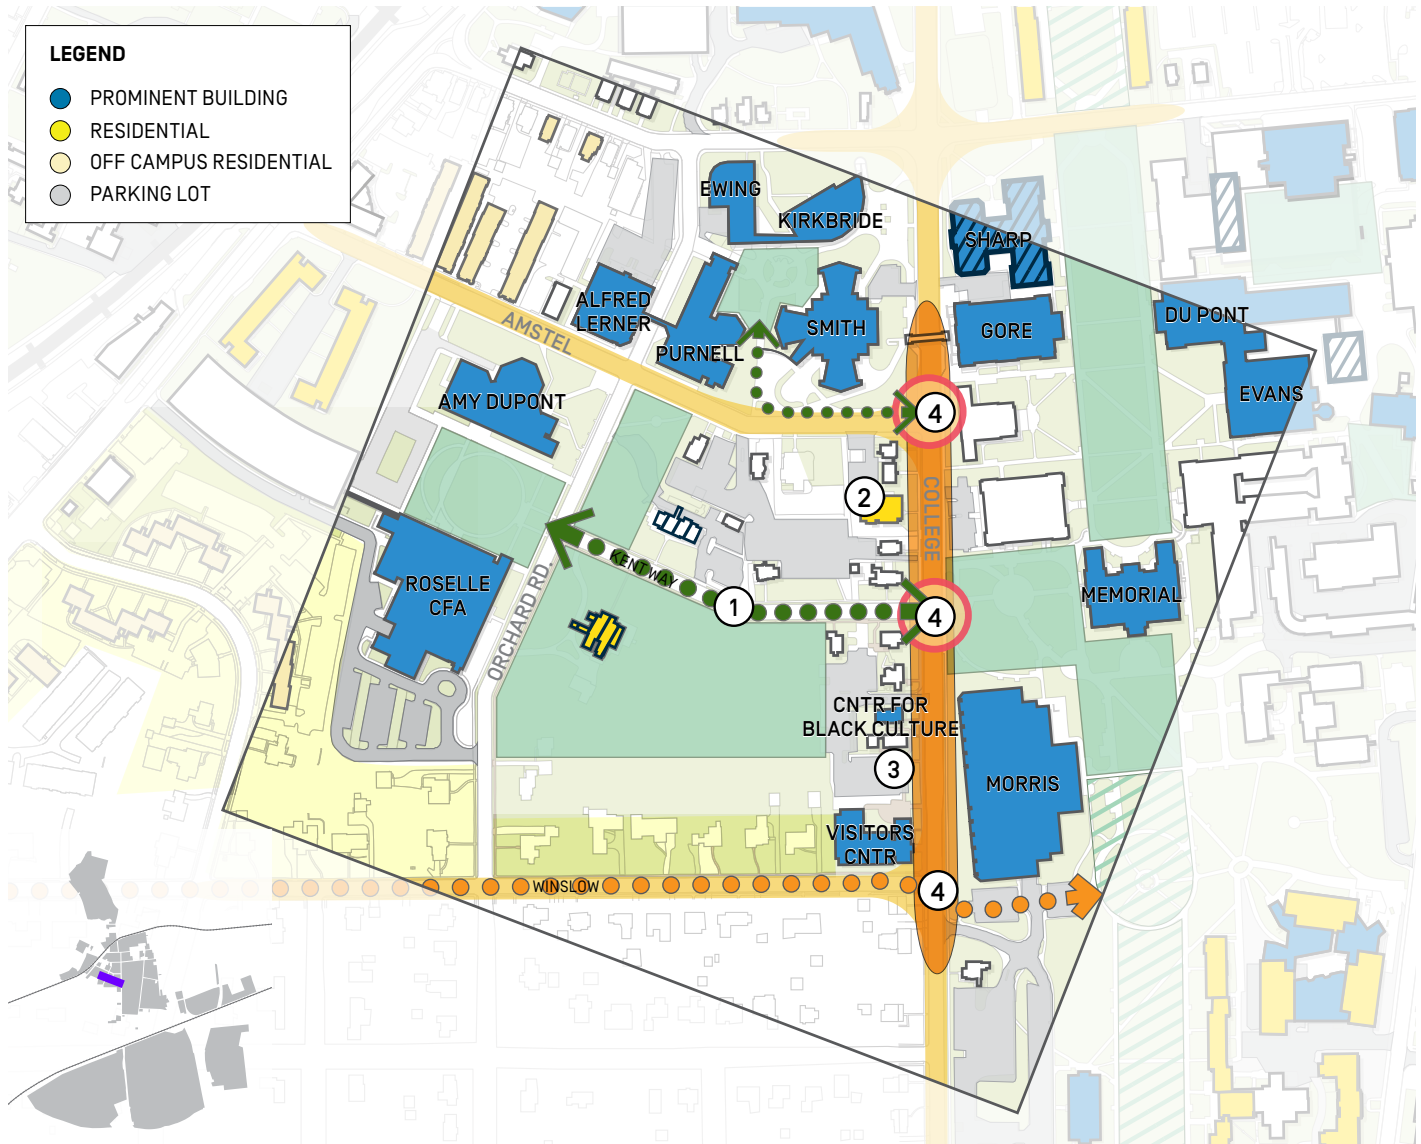 LEGEND
PROMINENT BUILDING
RESIDENTIAL
OFF CAMPUS RESIDENTIAL
PARKING LOT
EWING
KIRKBRIDE
SHARP
ALFRED
LERNER
PURNELL
SMITH
GORE
DU PONT
AMSTEL
EVANS
AMY DUPONT
4
2
COLLEGE
KENT WAY
ROSELLE
CFA
1
4
MEMORIAL
ORCHARD RD.
CNTR FOR
BLACK CULTURE
3
MORRIS
VISITORS
CNTR
WINSLOW
4